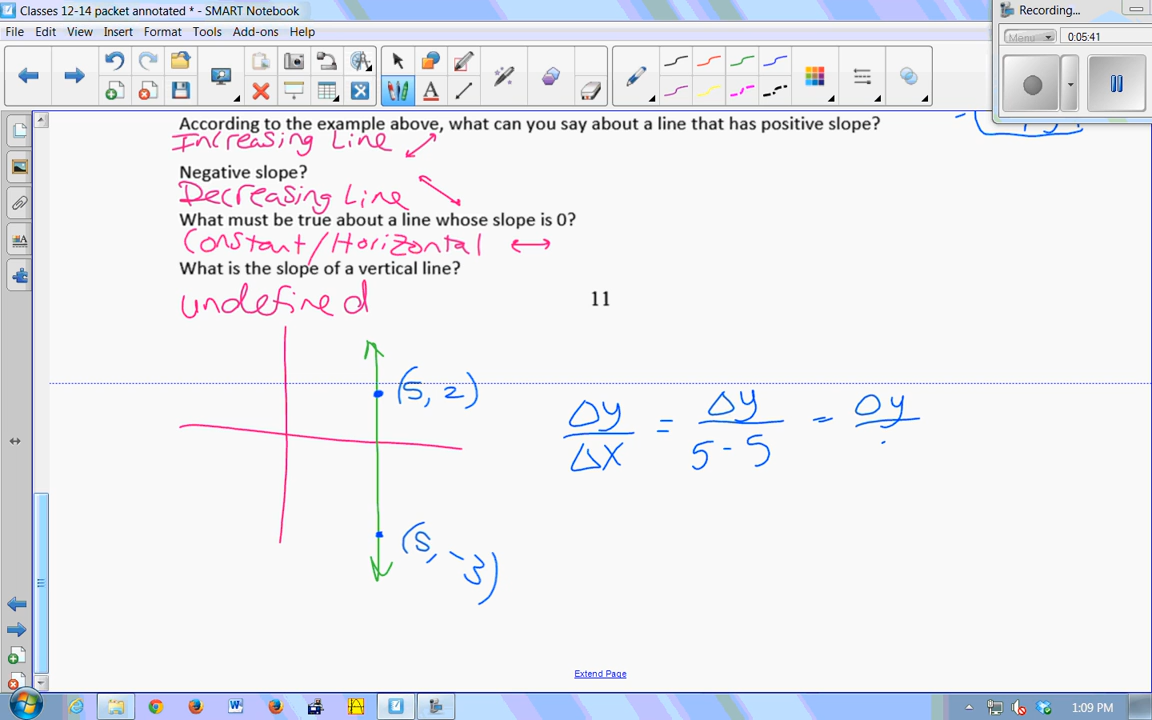 Classes 12-14 packet annotated * - SMART Notebook
Recording...
File Edit View Insert Format Tools Add-ons Help
Menu
0:05:41
According to the example above, what can you say about a line that has positive slope?
Increasing Line
Negative slope?
Decreasing Line
What must be true about a line whose slope is 0?
Constant/Horizontal
What is the slope of a vertical line?
undefined
11
(5, 2)
Δy/Δx = Δy/5-5 = Δy
(5, -3)
Extend Page
1:09 PM